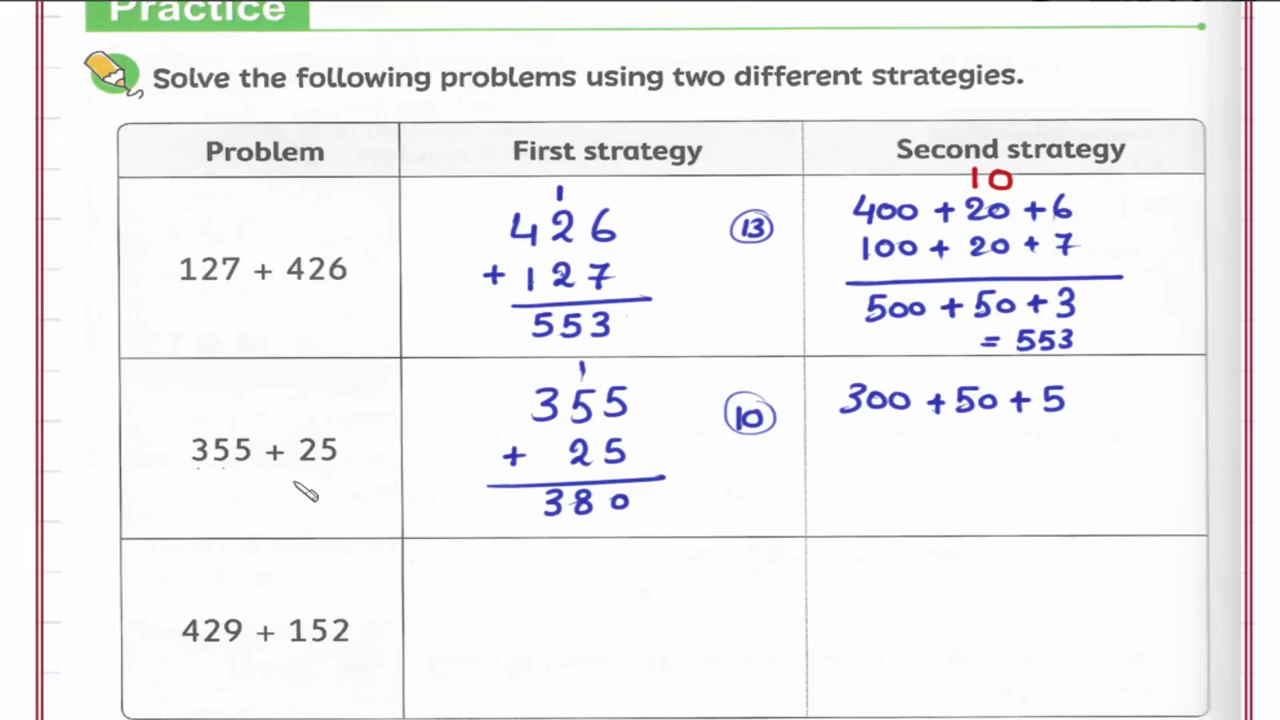 Practice
Solve the following problems using two different strategies.
Problem
First strategy
Second strategy
127 + 426
1
426
+ 127
553
13
10
400 + 20 + 6
100 + 20 + 7
500 + 50 + 3
= 553
355 + 25
1
355
+ 25
380
10
300 + 50 + 5
429 + 152